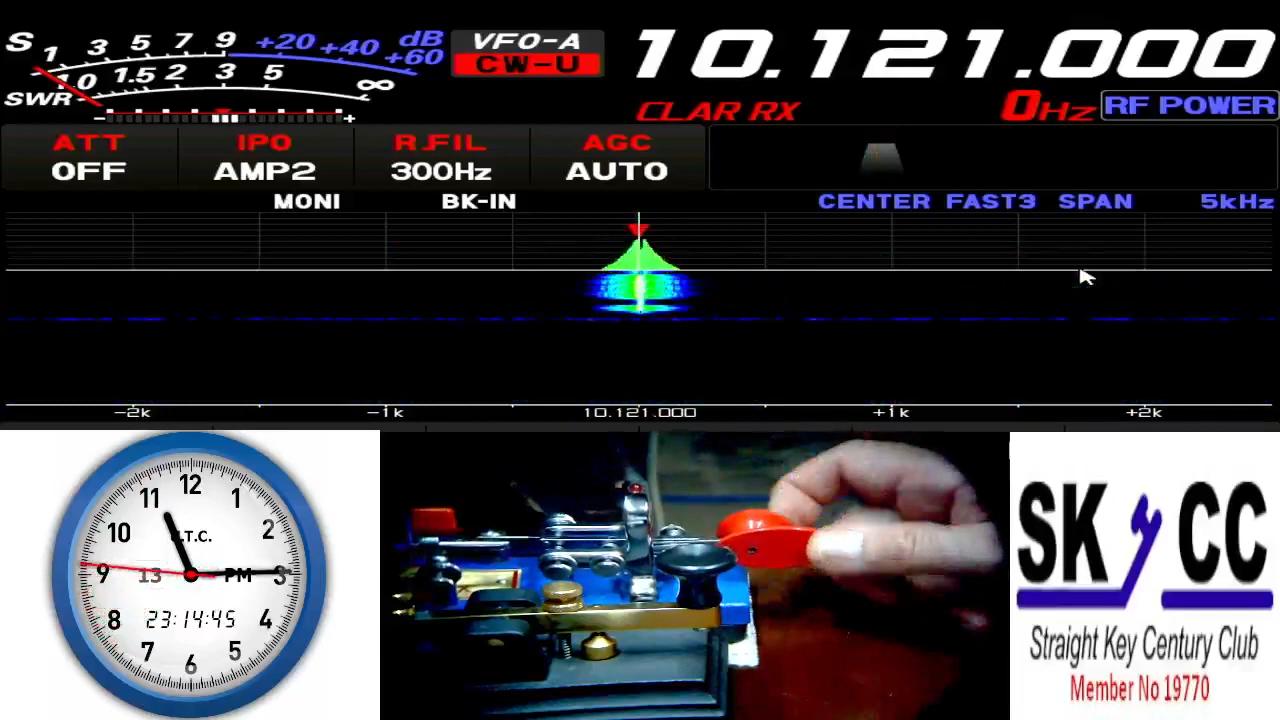 S 1 3 5 7 9 +20 +40 +60 dB
1.0 1.5 2 3 5 ∞
SWR
- +
VFO-A
CW-U
10.121.000
CLAR RX 0Hz RF POWER
ATT IPO R.FIL AGC
OFF AMP2 300Hz AUTO
MONI BK-IN CENTER FAST3 SPAN 5kHz
-2k -1k 10.121.000 +1k +2k
12
11 1
10 2
9 3
8 4
7 5
6
.T.C.
13 PM
23:14:45
SK CC
Straight Key Century Club
Member No 19770